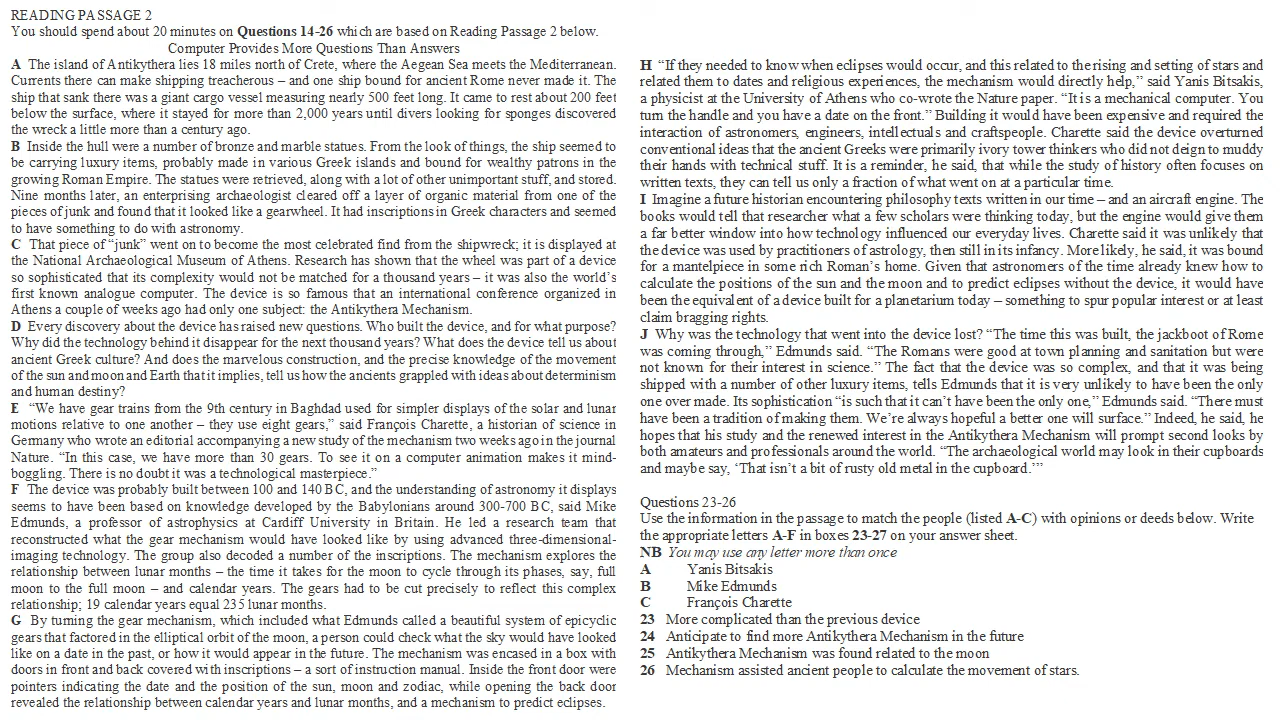 READING PASSAGE 2
You should spend about 20 minutes on Questions 14-26 which are based on Reading Passage 2 below.
Computer Provides More Questions Than Answers
A The island of Antikythera lies 18 miles north of Crete, where the Aegean Sea meets the Mediterranean.
Currents there can make shipping treacherous – and one ship bound for ancient Rome never made it. The
ship that sank there was a giant cargo vessel measuring nearly 500 feet long. It came to rest about 200 feet
below the surface, where it stayed for more than 2,000 years until divers looking for sponges discovered
the wreck a little more than a century ago.
B Inside the hull were a number of bronze and marble statues. From the look of things, the ship seemed to
be carrying luxury items, probably made in various Greek islands and bound for wealthy patrons in the
growing Roman Empire. The statues were retrieved, along with a lot of other unimportant stuff, and stored.
Nine months later, an enterprising archaeologist cleared off a layer of organic material from one of the
pieces of junk and found that it looked like a gearwheel. It had inscriptions in Greek characters and seemed
to have something to do with astronomy.
C That piece of “junk” went on to become the most celebrated find from the shipwreck; it is displayed at
the National Archaeological Museum of Athens. Research has shown that the wheel was part of a device
so sophisticated that its complexity would not be matched for a thousand years – it was also the world’s
first known analogue computer. The device is so famous that an international conference organized in
Athens a couple of weeks ago had only one subject: the Antikythera Mechanism.
D Every discovery about the device has raised new questions. Who built the device, and for what purpose?
Why did the technology behind it disappear for the next thousand years? What does the device tell us about
ancient Greek culture? And does the marvelous construction, and the precise knowledge of the movement
of the sun and moon and Earth that it implies, tell us how the ancients grappled with ideas about determinism
and human destiny?
E “We have gear trains from the 9th century in Baghdad used for simpler displays of the solar and lunar
motions relative to one another – they use eight gears,” said François Charette, a historian of science in
Germany who wrote an editorial accompanying a new study of the mechanism two weeks ago in the journal
Nature. “In this case, we have more than 30 gears. To see it on a computer animation makes it mind-
boggling. There is no doubt it was a technological masterpiece.”
F The device was probably built between 100 and 140 BC, and the understanding of astronomy it displays
seems to have been based on knowledge developed by the Babylonians around 300-700 BC, said Mike
Edmunds, a professor of astrophysics at Cardiff University in Britain. He led a research team that
reconstructed what the gear mechanism would have looked like by using advanced three-dimensional-
imaging technology. The group also decoded a number of the inscriptions. The mechanism explores the
relationship between lunar months – the time it takes for the moon to cycle through its phases, say, full
moon to the full moon – and calendar years. The gears had to be cut precisely to reflect this complex
relationship; 19 calendar years equal 235 lunar months.
G By turning the gear mechanism, which included what Edmunds called a beautiful system of epicyclic
gears that factored in the elliptical orbit of the moon, a person could check what the sky would have looked
like on a date in the past, or how it would appear in the future. The mechanism was encased in a box with
doors in front and back covered with inscriptions – a sort of instruction manual. Inside the front door were
pointers indicating the date and the position of the sun, moon and zodiac, while opening the back door
revealed the relationship between calendar years and lunar months, and a mechanism to predict eclipses.
H “If they needed to know when eclipses would occur, and this related to the rising and setting of stars and
related them to dates and religious experiences, the mechanism would directly help,” said Yanis Bitsakis,
a physicist at the University of Athens who co-wrote the Nature paper. “It is a mechanical computer. You
turn the handle and you have a date on the front.” Building it would have been expensive and required the
interaction of astronomers, engineers, intellectuals and craftspeople. Charette said the device overturned
conventional ideas that the ancient Greeks were primarily ivory tower thinkers who did not deign to muddy
their hands with technical stuff. It is a reminder, he said, that while the study of history often focuses on
written texts, they can tell us only a fraction of what went on at a particular time.
I Imagine a future historian encountering philosophy texts written in our time – and an aircraft engine. The
books would tell that researcher what a few scholars were thinking today, but the engine would give them
a far better window into how technology influenced our everyday lives. Charette said it was unlikely that
the device was used by practitioners of astrology, then still in its infancy. More likely, he said, it was bound
for a mantelpiece in some rich Roman’s home. Given that astronomers of the time already knew how to
calculate the positions of the sun and the moon and to predict eclipses without the device, it would have
been the equivalent of a device built for a planetarium today – something to spur popular interest or at least
claim bragging rights.
J Why was the technology that went into the device lost? “The time this was built, the jackboot of Rome
was coming through,” Edmunds said. “The Romans were good at town planning and sanitation but were
not known for their interest in science.” The fact that the device was so complex, and that it was being
shipped with a number of other luxury items, tells Edmunds that it is very unlikely to have been the only
one over made. Its sophistication “is such that it can’t have been the only one,” Edmunds said. “There must
have been a tradition of making them. We’re always hopeful a better one will surface.” Indeed, he said, he
hopes that his study and the renewed interest in the Antikythera Mechanism will prompt second looks by
both amateurs and professionals around the world. “The archaeological world may look in their cupboards
and maybe say, ‘That isn’t a bit of rusty old metal in the cupboard.’”
Questions 23-26
Use the information in the passage to match the people (listed A-C) with opinions or deeds below. Write
the appropriate letters A-F in boxes 23-27 on your answer sheet.
NB You may use any letter more than once
A Yanis Bitsakis
B Mike Edmunds
C François Charette
23 More complicated than the previous device
24 Anticipate to find more Antikythera Mechanism in the future
25 Antikythera Mechanism was found related to the moon
26 Mechanism assisted ancient people to calculate the movement of stars.